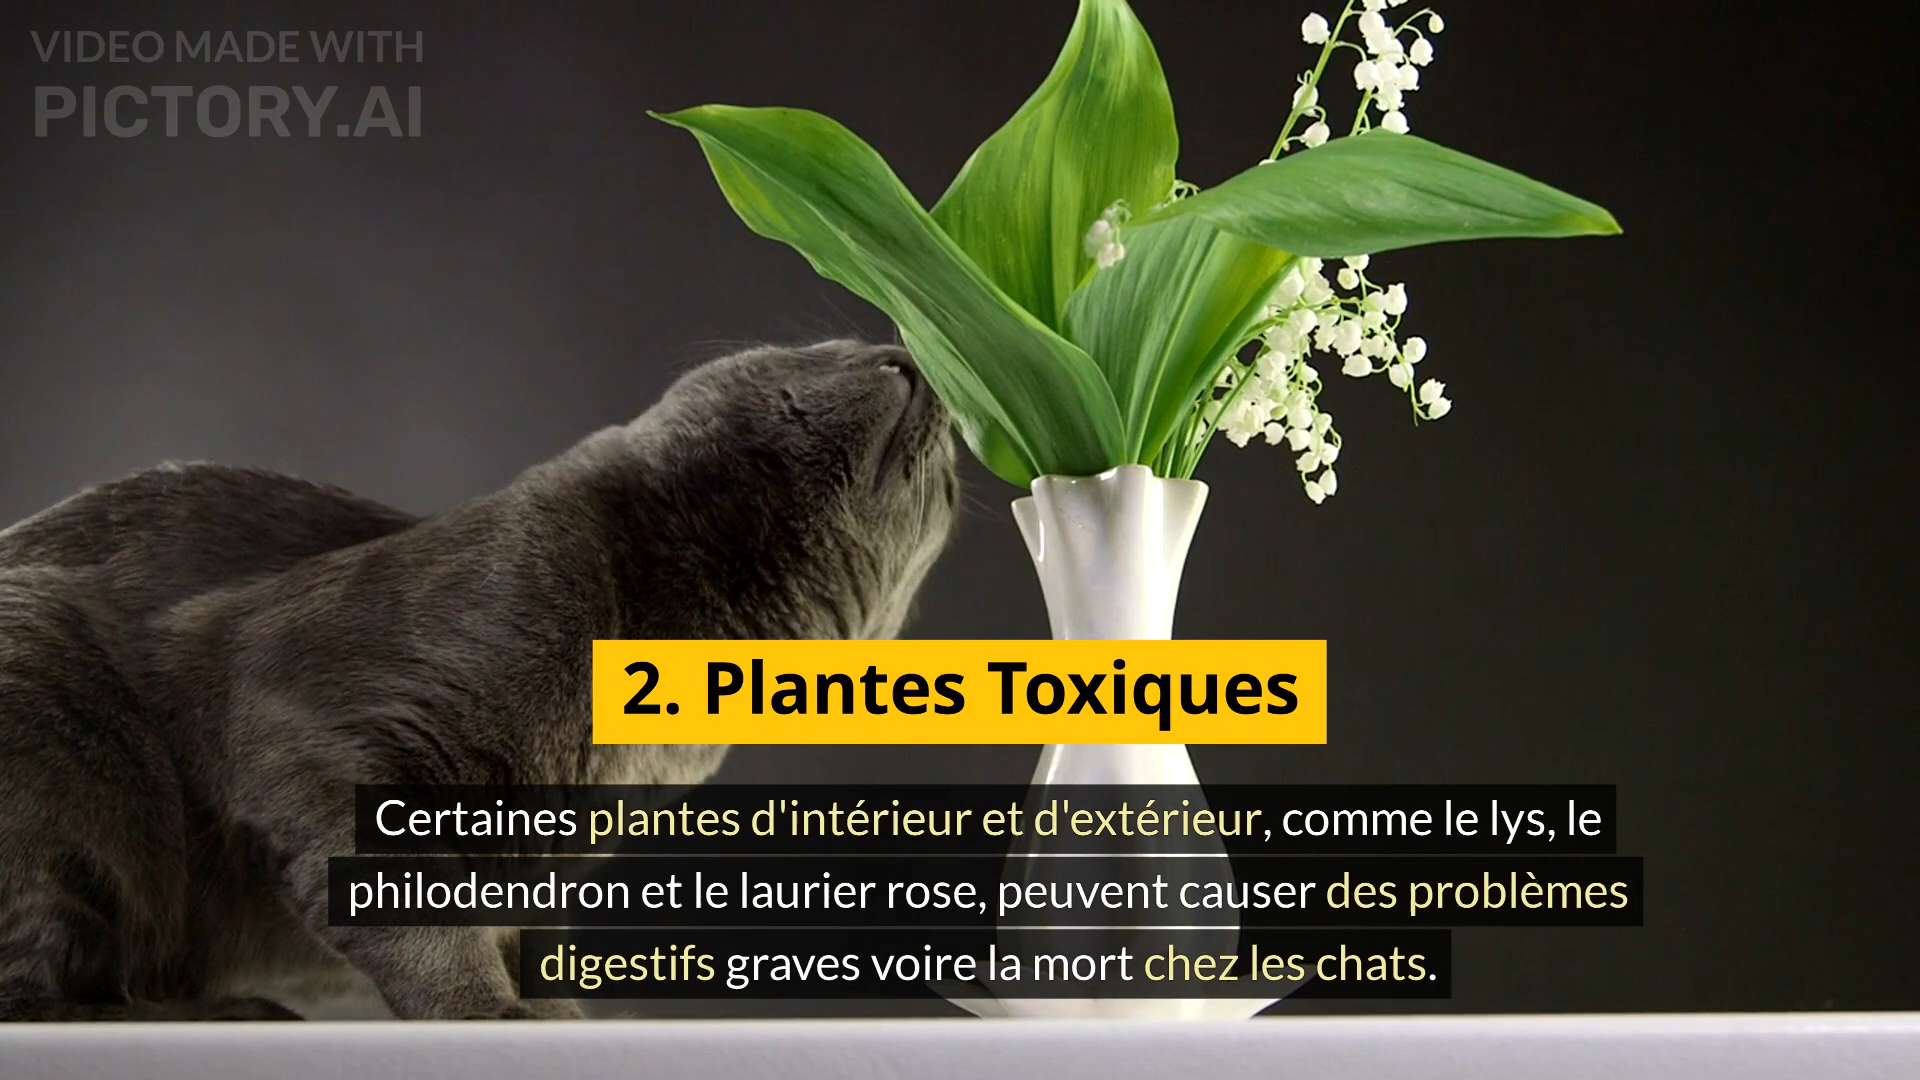 VIDEO MADE WITH
PICTORY.AI
2. Plantes Toxiques
Certaines plantes d'intérieur et d'extérieur, comme le lys, le
philodendron et le laurier rose, peuvent causer des problèmes
digestifs graves voire la mort chez les chats.